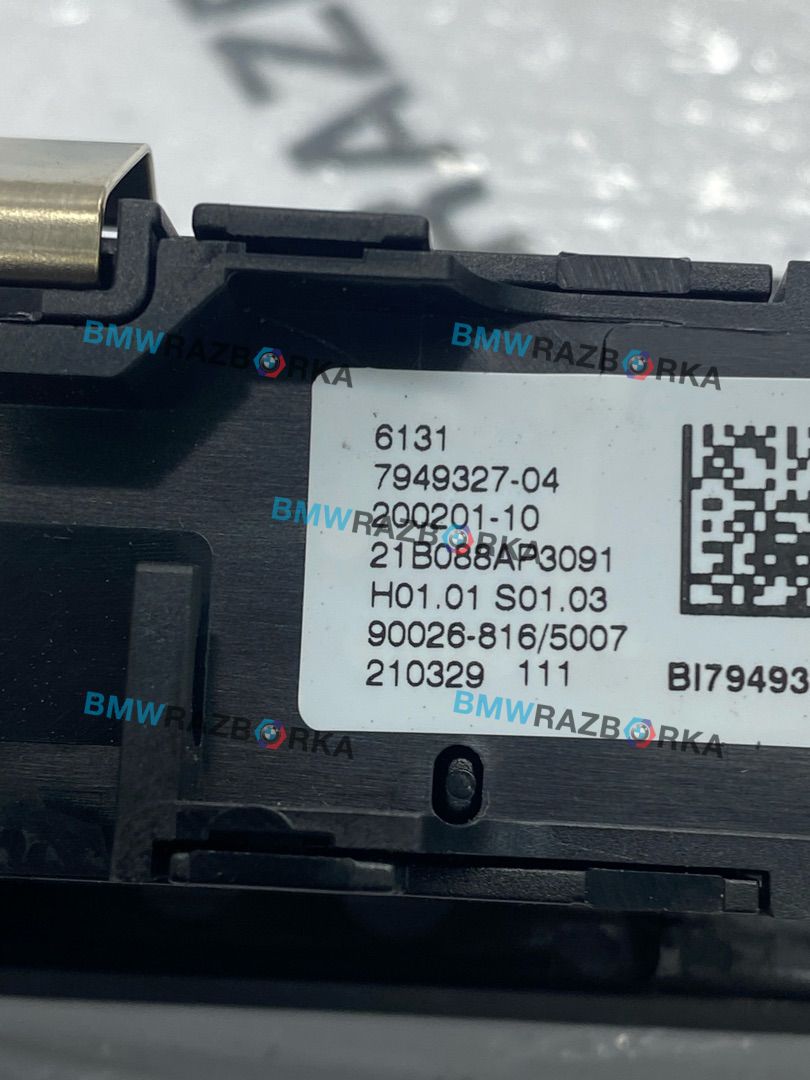 BMWRAZBORKA
BMWRAZBORKA
6131
7949327-04
200201-10
BMWRAZBORKA
21B088AP3091
H01.01 S01.03
90026-816/5007
210329 111
BI79493
BMWRAZBORKA
BMWRAZBORKA